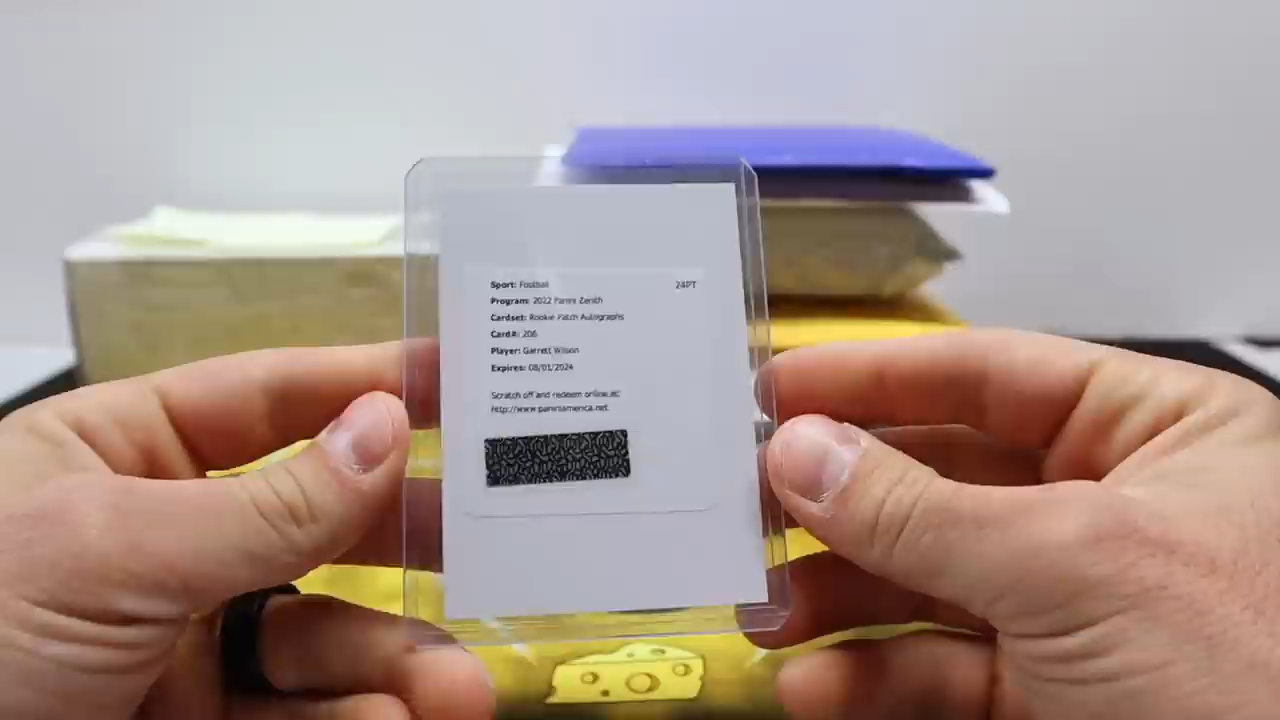 Sport: Football 24PT
Program: 2022 Panini Zenith
Cardset: Rookie Patch Autographs
Card#: 206
Player: Garrett Wilson
Expires: 08/01/2024
Scratch off and redeem online at:
http://www.paniniamerica.net